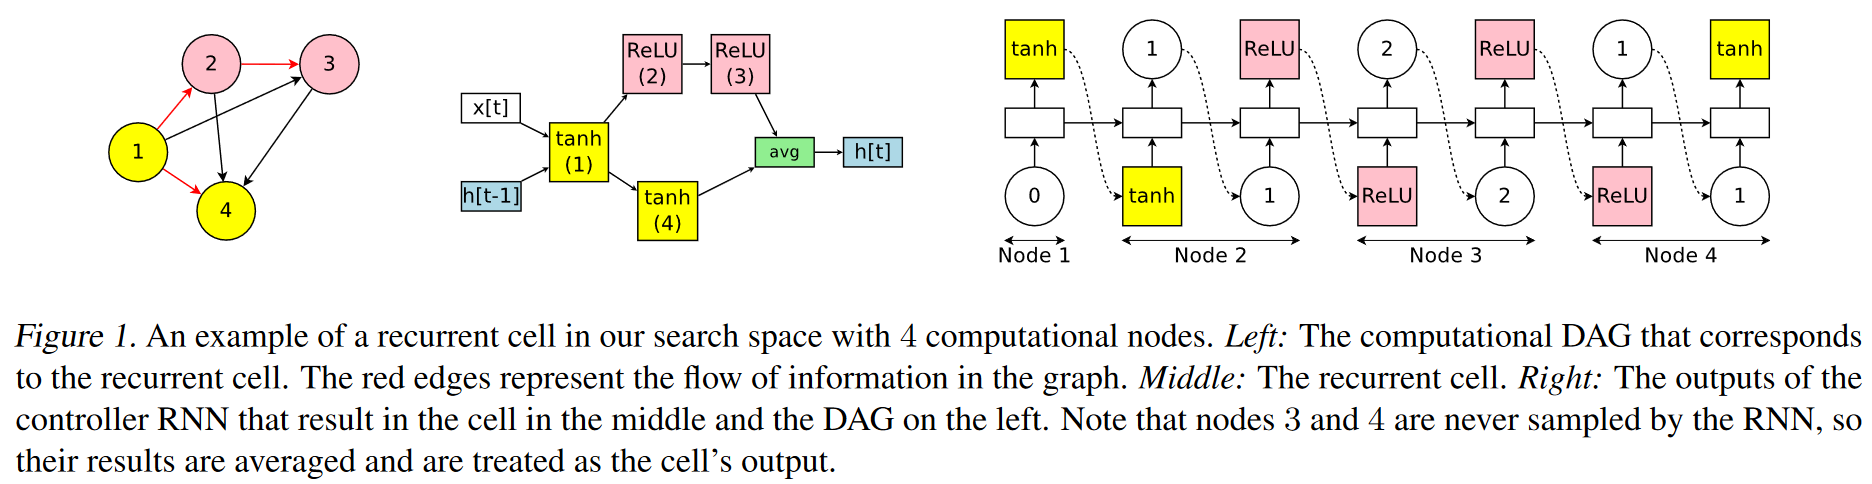 1
2
3
4
x[t]
h[t-1]
tanh
(1)
ReLU
(2)
ReLU
(3)
tanh
(4)
avg
h[t]
tanh
1
ReLU
2
ReLU
1
tanh
0
tanh
1
ReLU
2
ReLU
1
Node 1
Node 2
Node 3
Node 4
Figure 1. An example of a recurrent cell in our search space with 4 computational nodes. Left: The computational DAG that corresponds
to the recurrent cell. The red edges represent the flow of information in the graph. Middle: The recurrent cell. Right: The outputs of the
controller RNN that result in the cell in the middle and the DAG on the left. Note that nodes 3 and 4 are never sampled by the RNN, so
their results are averaged and are treated as the cell’s output.